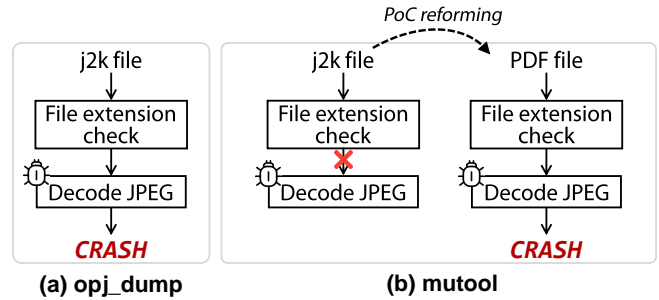 PoC reforming
j2k file
File extension
check
Decode JPEG
CRASH
(a) opj_dump
j2k file
File extension
check
Decode JPEG
PDF file
File extension
check
Decode JPEG
CRASH
(b) mutool